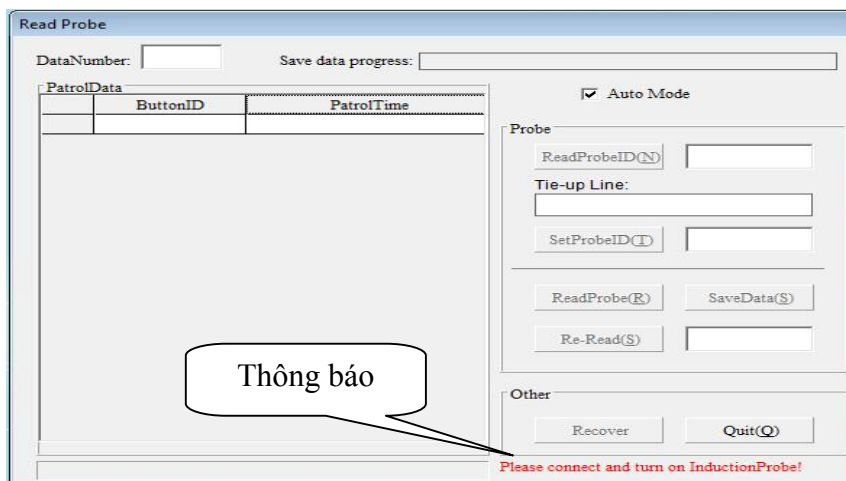 Read Probe
DataNumber:
Save data progress:
PatrolData
ButtonID PatrolTime
Auto Mode
Probe
ReadProbeID(N)
Tie-up Line:
SetProbeID(T)
ReadProbe(R) SaveData(S)
Re-Read(S)
Thông báo
Other
Recover Quit(Q)
Please connect and turn on InductionProbe!